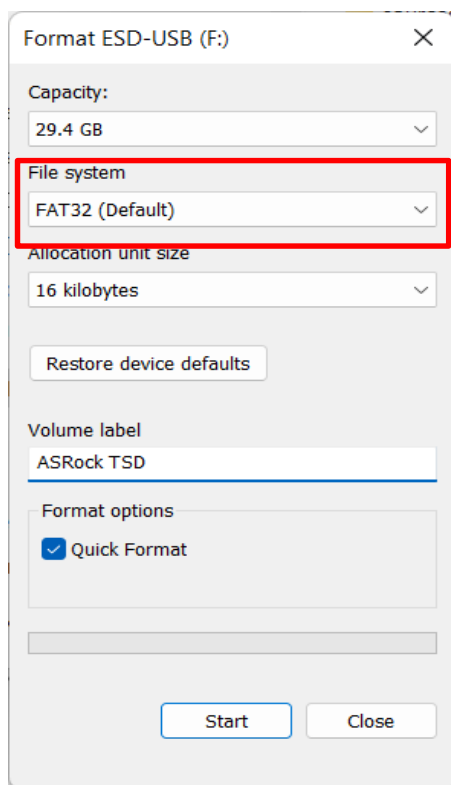 Format ESD-USB (F:)
Capacity:
29.4 GB
File system
FAT32 (Default)
Allocation unit size
16 kilobytes
Restore device defaults
Volume label
ASRock TSD
Format options
Quick Format
Start
Close